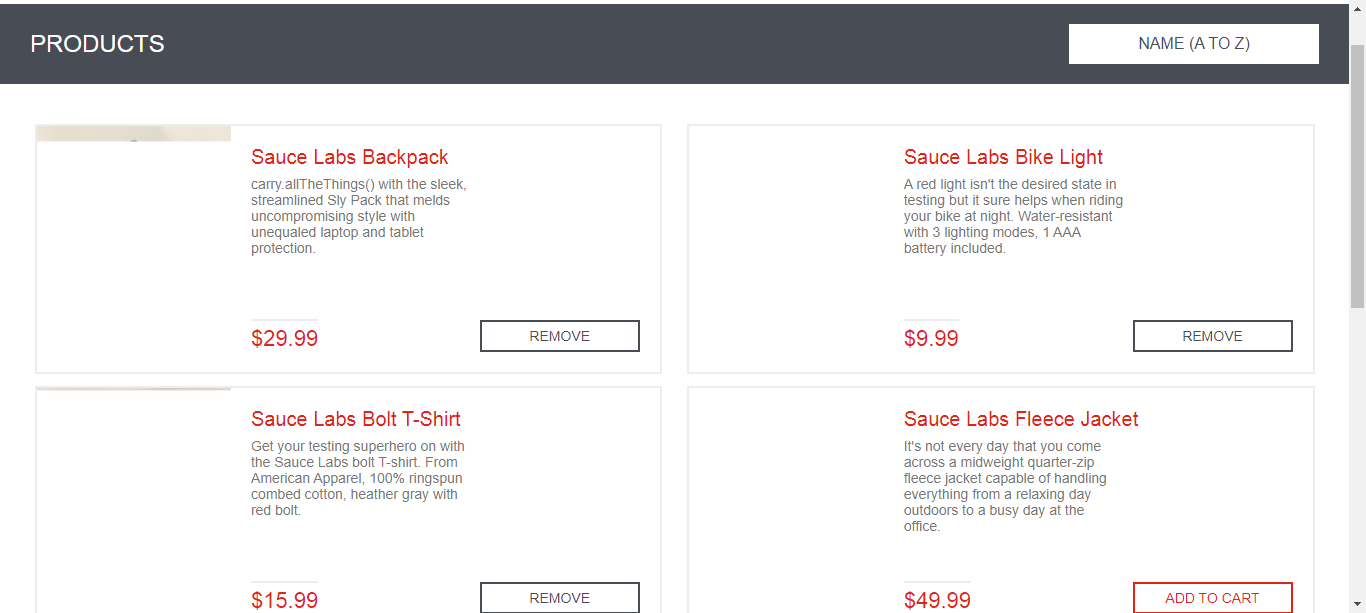 PRODUCTS
NAME (A TO Z)
Sauce Labs Backpack
carry.allTheThings() with the sleek,
streamlined Sly Pack that melds
uncompromising style with
unequaled laptop and tablet
protection.
$29.99
REMOVE
Sauce Labs Bike Light
A red light isn't the desired state in
testing but it sure helps when riding
your bike at night. Water-resistant
with 3 lighting modes, 1 AAA
battery included.
$9.99
REMOVE
Sauce Labs Bolt T-Shirt
Get your testing superhero on with
the Sauce Labs bolt T-shirt. From
American Apparel, 100% ringspun
combed cotton, heather gray with
red bolt.
$15.99
REMOVE
Sauce Labs Fleece Jacket
It's not every day that you come
across a midweight quarter-zip
fleece jacket capable of handling
everything from a relaxing day
outdoors to a busy day at the
office.
$49.99
ADD TO CART